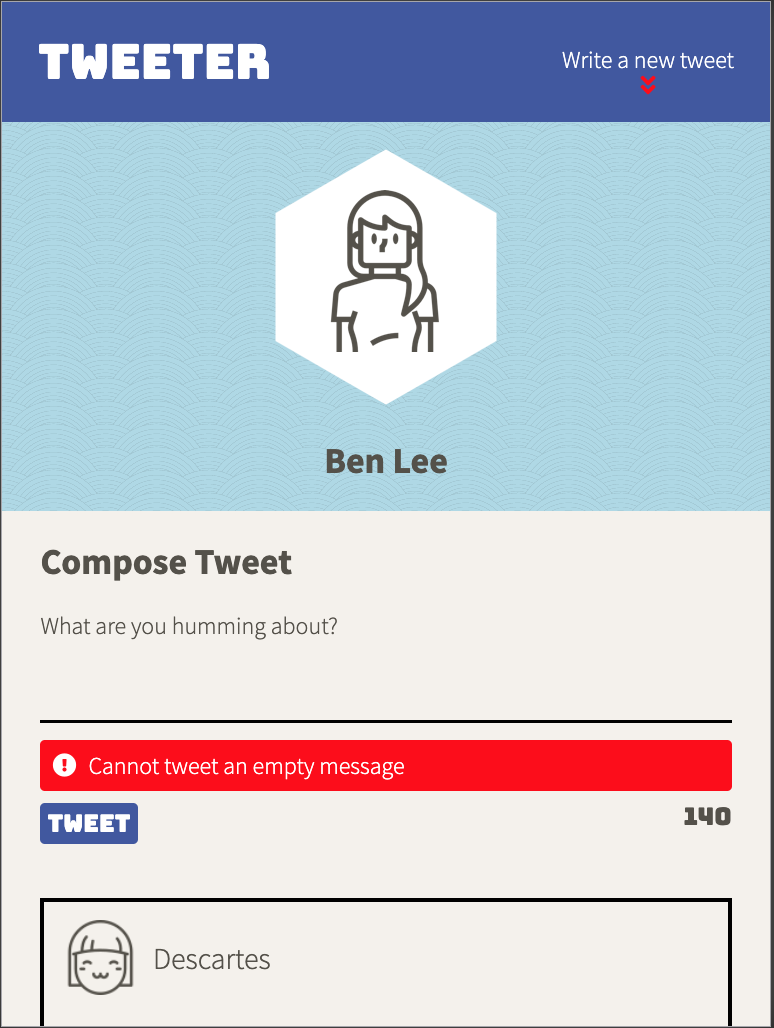 TWEETER
Write a new tweet
Ben Lee
Compose Tweet
What are you humming about?
Cannot tweet an empty message
TWEET
140
Descartes